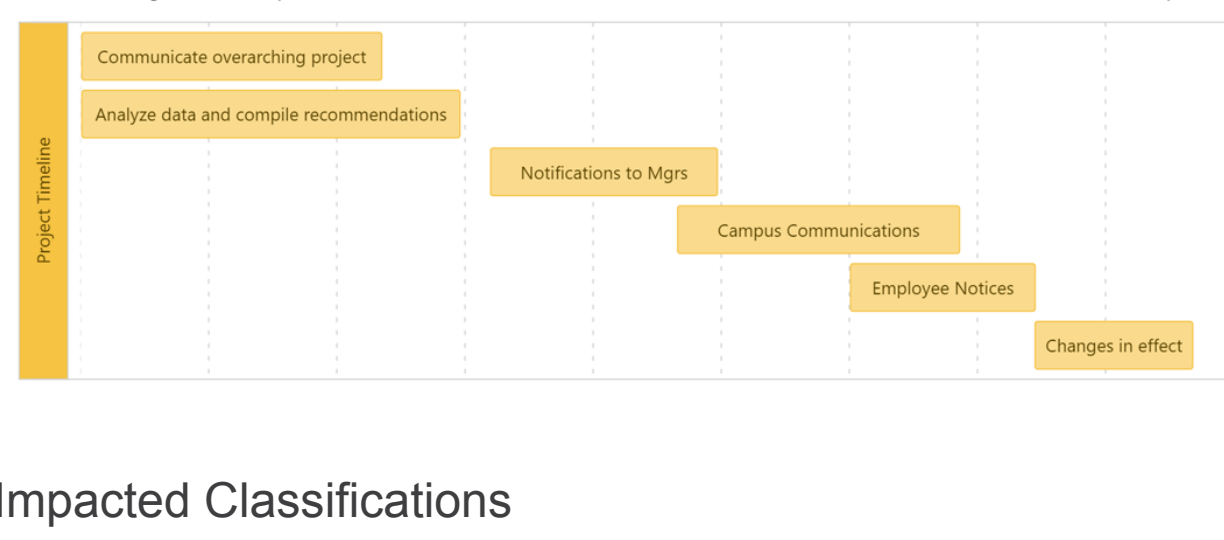 Communicate overarching project
Analyze data and compile recommendations
Notifications to Mgrs
Project Timeline
Campus Communications
Employee Notices
Changes in effect
Impacted Classifications